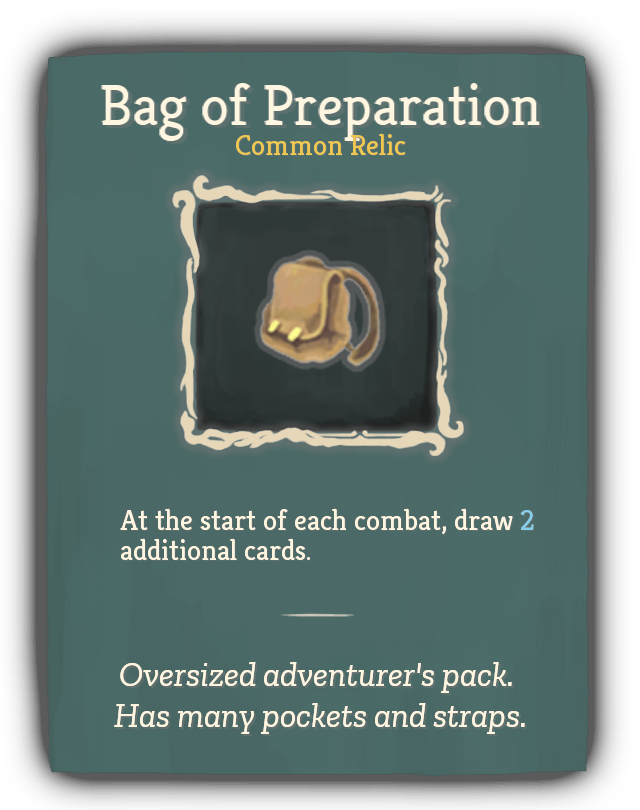 Bag of Preparation
Common Relic
At the start of each combat, draw 2
additional cards.
Oversized adventurer's pack.
Has many pockets and straps.